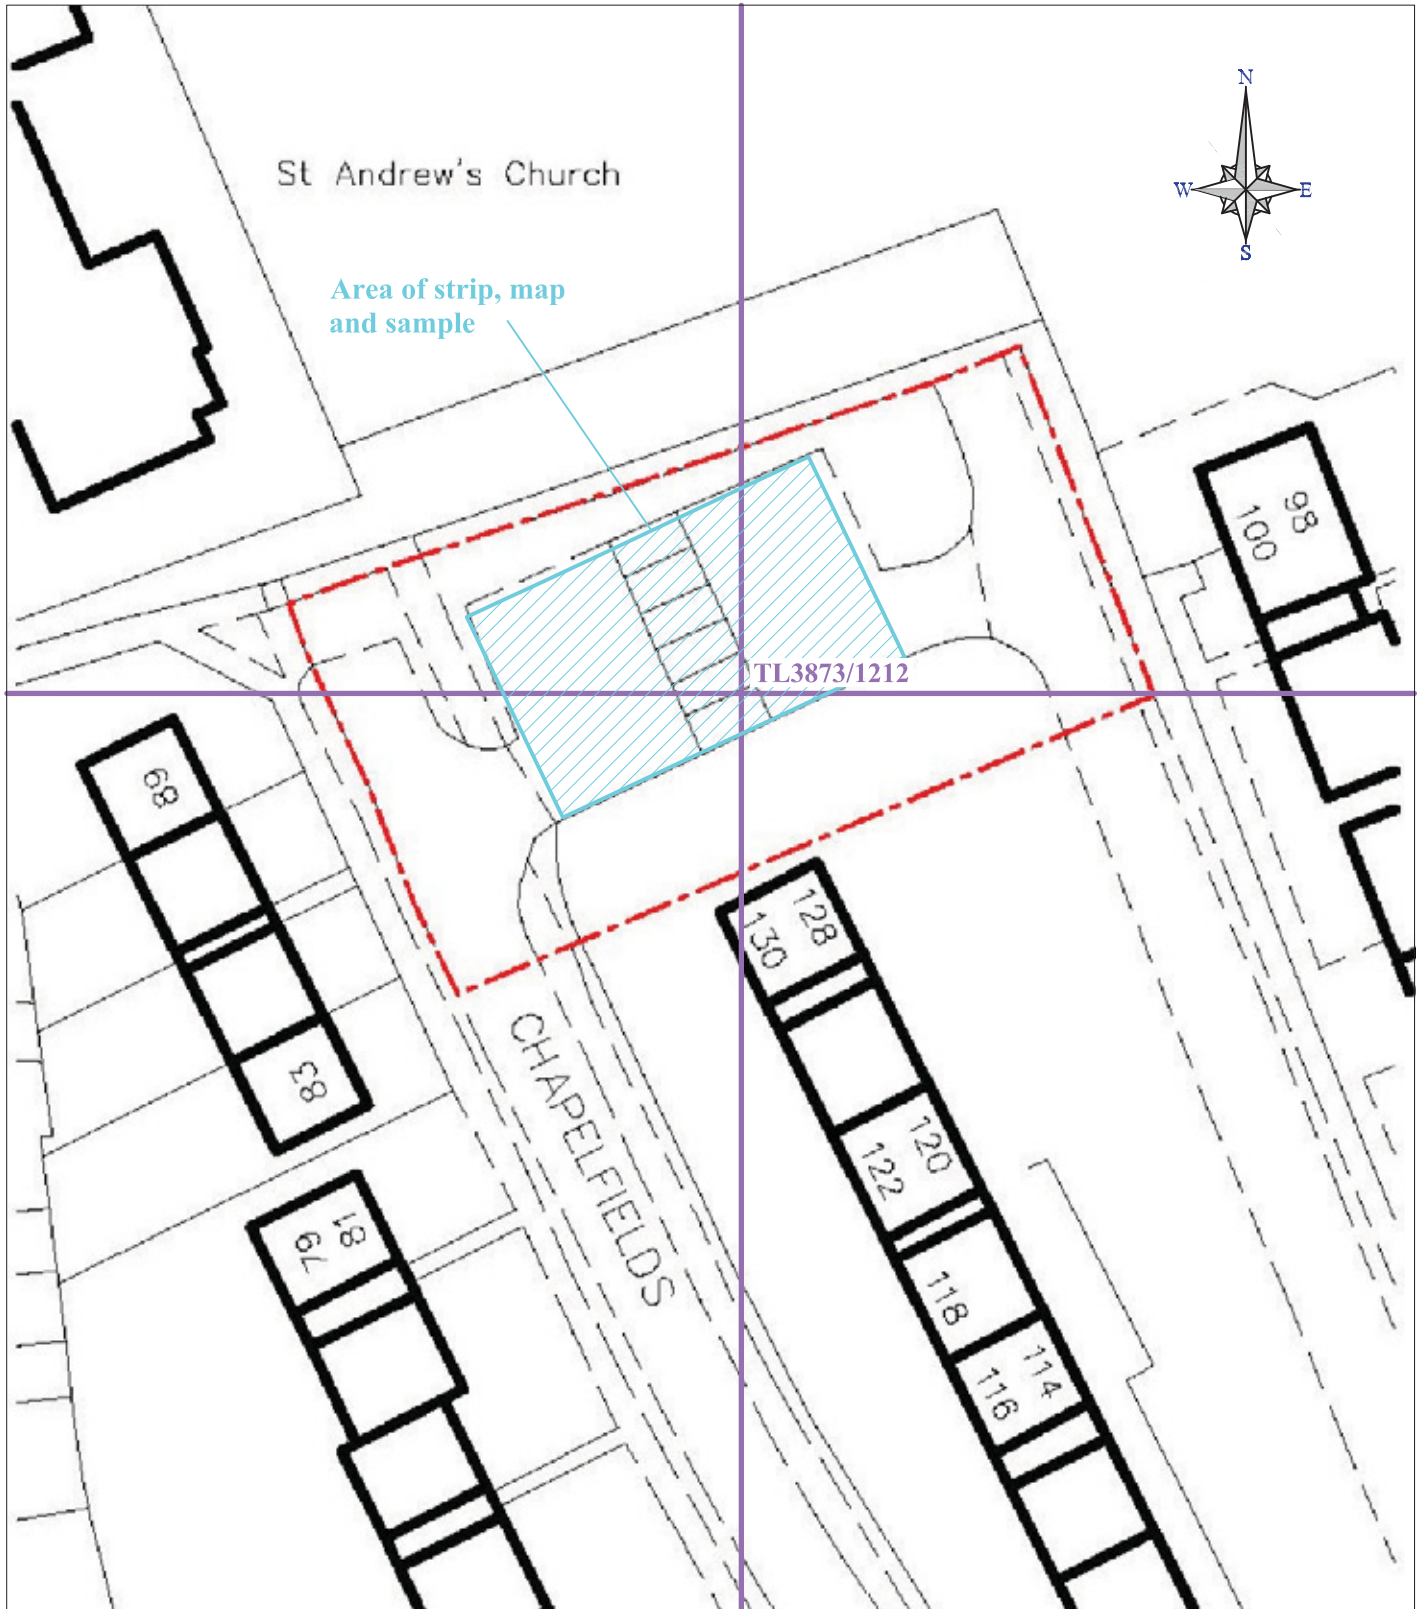 N
W
E
S
St Andrew's Church
Area of strip, map
and sample
98
100
TL3873/1212
89
128
130
83
CHAPELFIELDS
120
122
81
79
118
114
116